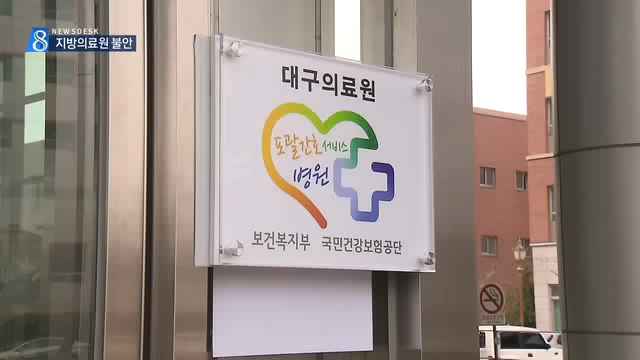 8 NEWSDESK
지방의료원 불안
대구의료원
포괄간호서비스
병원
보건복지부 국민건강보험공단